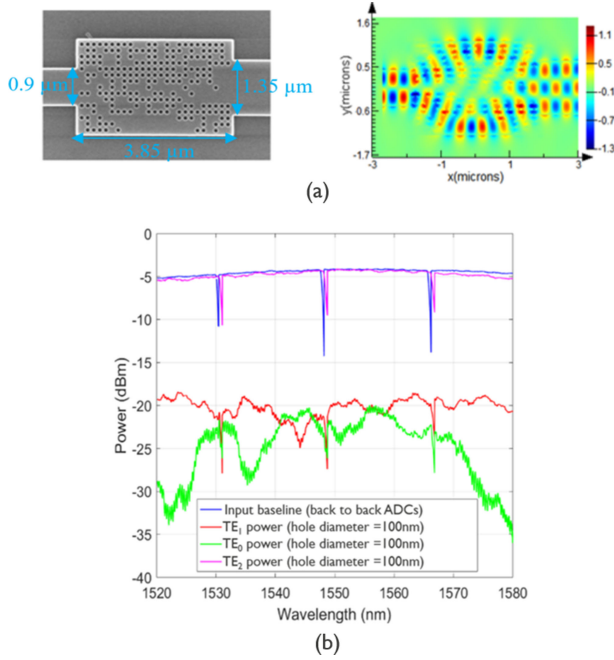 0.9 μm
1.35 μm
3.85 μm
1.6
0.5
0.6
-1.7
y(microns)
-3
-2
-1
0
1
2
3
x(microns)
1.1
0.5
-0.1
-0.7
-1.3
(a)
0
-5
-10
-15
-20
-25
-30
-35
-40
Power (dBm)
Input baseline (back to back ADCs)
TE₁ power (hole diameter =100nm)
TE₀ power (hole diameter =100nm)
TE₂ power (hole diameter =100nm)
1520
1530
1540
1550
1560
1570
1580
Wavelength (nm)
(b)